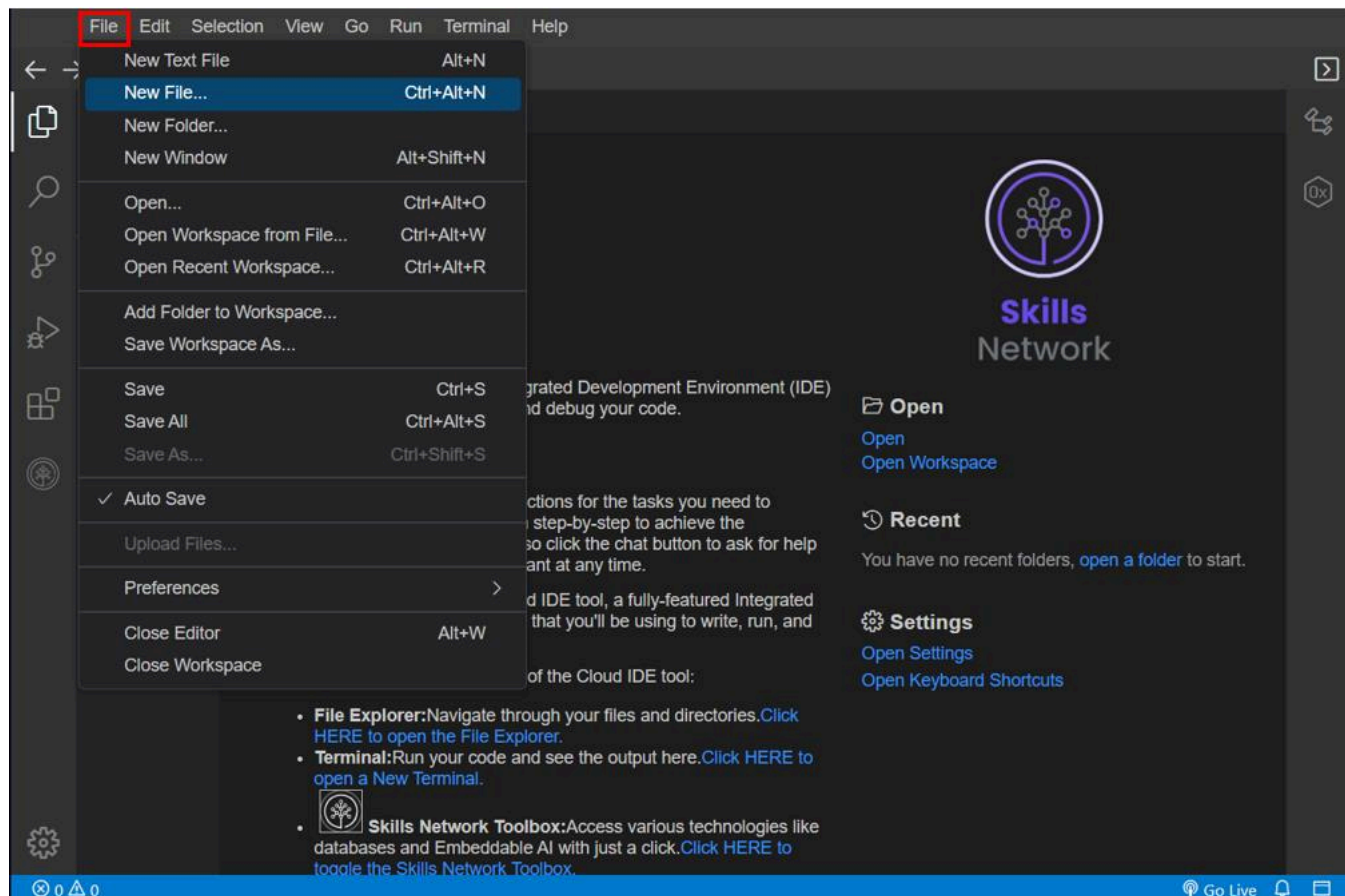 File Edit Selection View Go Run Terminal Help
New Text File Alt+N
New File... Ctrl+Alt+N
New Folder...
New Window Alt+Shift+N
Open... Ctrl+Alt+O
Open Workspace from File... Ctrl+Alt+W
Open Recent Workspace... Ctrl+Alt+R
Add Folder to Workspace...
Save Workspace As...
Save Ctrl+S
Save All Ctrl+Alt+S
Save As... Ctrl+Shift+S
Auto Save
Upload Files...
Preferences
Close Editor Alt+W
Close Workspace
grated Development Environment (IDE)
nd debug your code.
ctions for the tasks you need to
step-by-step to achieve the
so click the chat button to ask for help
ant at any time.
d IDE tool, a fully-featured Integrated
that you'll be using to write, run, and
of the Cloud IDE tool:
• File Explorer:Navigate through your files and directories.Click
HERE to open the File Explorer.
• Terminal:Run your code and see the output here.Click HERE to
open a New Terminal.
• Skills Network Toolbox:Access various technologies like
databases and Embeddable AI with just a click.Click HERE to
toggle the Skills Network Toolbox.
Skills
Network
Open
Open
Open Workspace
Recent
You have no recent folders, open a folder to start.
Settings
Open Settings
Open Keyboard Shortcuts
0x
0 0
Go Live